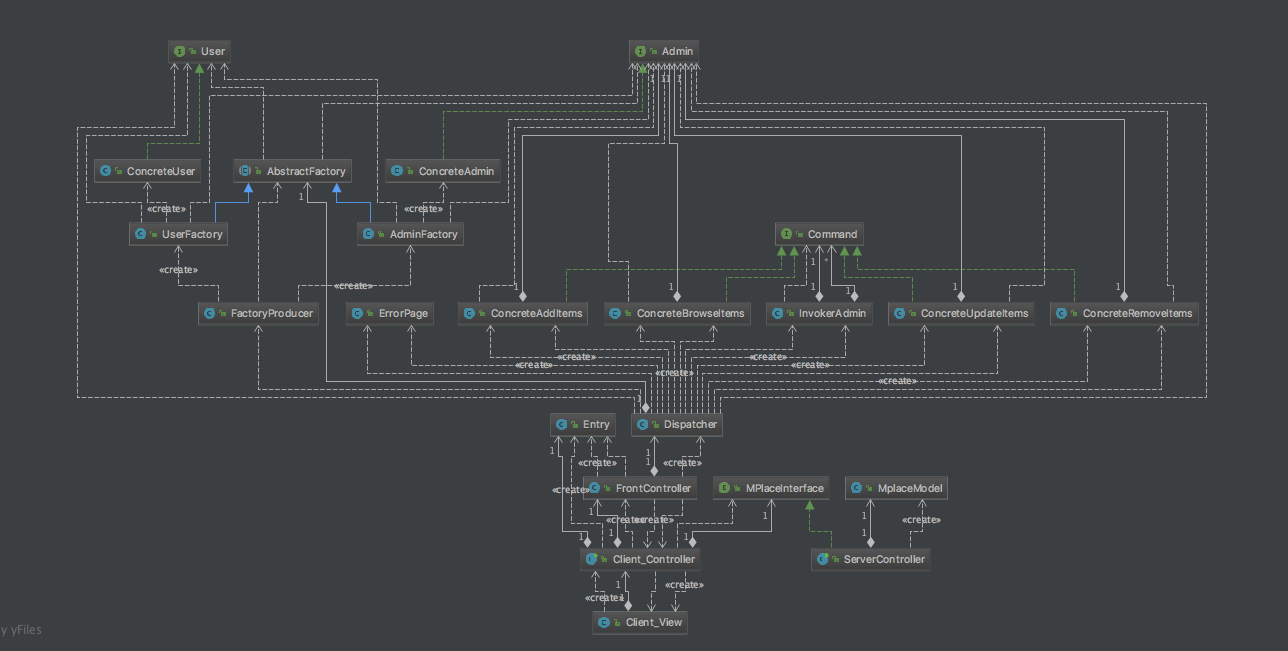 User
Admin
ConcreteUser
AbstractFactory
ConcreteAdmin
1
«create»
«create»
UserFactory
AdminFactory
Command
1
*
«create»
«create»
1
1
1
1
1
1
FactoryProducer
ErrorPage
ConcreteAddItems
ConcreteBrowseItems
InvokerAdmin
ConcreteUpdateItems
ConcreteRemoveItems
«create»
«create»
«create»
«create»
«create»
«create»
1
Entry
Dispatcher
1
1
1
«create»
«create»
«create»
FrontController
MPlaceInterface
MplaceModel
1
1
1
«create»
«create»
«create»
1
1
1
1
Client_Controller
ServerController
1
«create»
«create»
1
Client_View
y yFiles